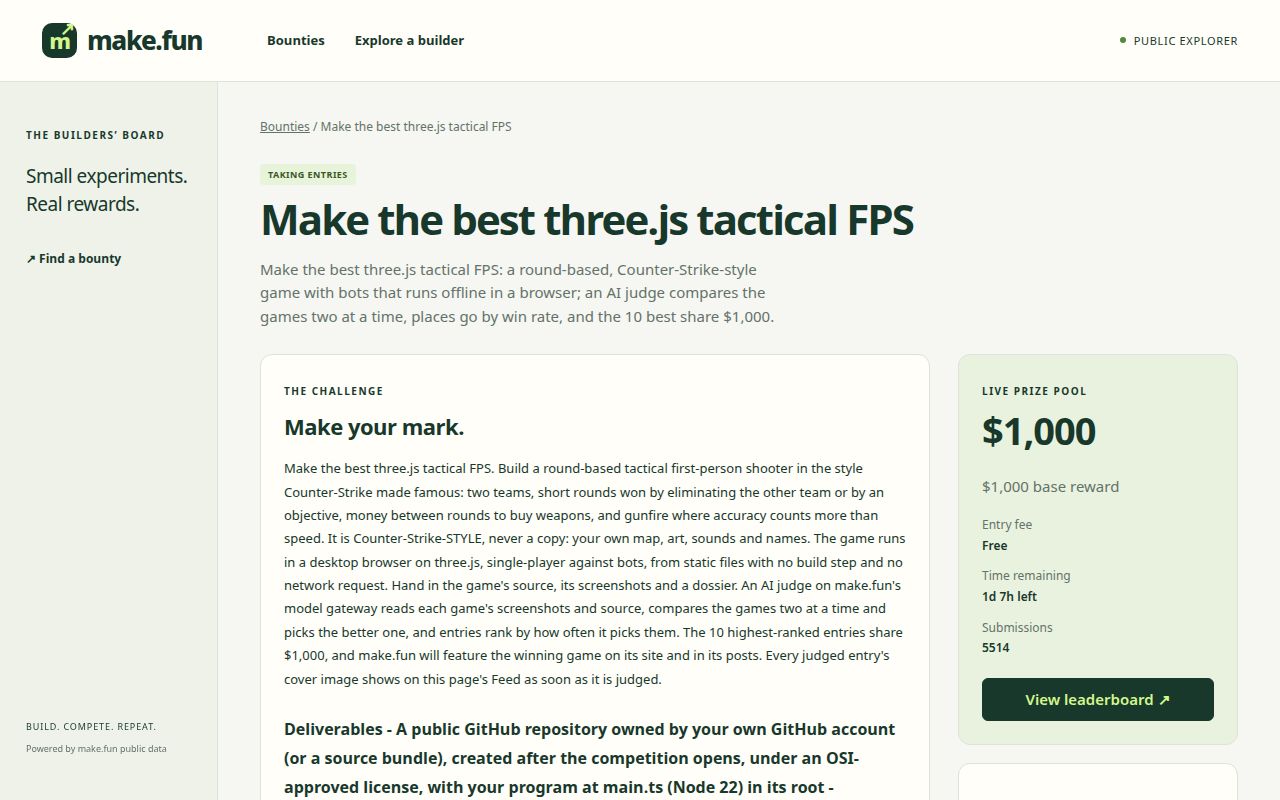 m
make.fun
Bounties
Explore a builder
PUBLIC EXPLORER
THE BUILDERS’ BOARD
Small experiments.
Real rewards.
↗ Find a bounty
BUILD. COMPETE. REPEAT.
Powered by make.fun public data
Bounties / Make the best three.js tactical FPS
TAKING ENTRIES
Make the best three.js tactical FPS
Make the best three.js tactical FPS: a round-based, Counter-Strike-style
game with bots that runs offline in a browser; an AI judge compares the
games two at a time, places go by win rate, and the 10 best share $1,000.
THE CHALLENGE
Make your mark.
Make the best three.js tactical FPS. Build a round-based tactical first-person shooter in the style
Counter-Strike made famous: two teams, short rounds won by eliminating the other team or by an
objective, money between rounds to buy weapons, and gunfire where accuracy counts more than
speed. It is Counter-Strike-STYLE, never a copy: your own map, art, sounds and names. The game runs
in a desktop browser on three.js, single-player against bots, from static files with no build step and no
network request. Hand in the game's source, its screenshots and a dossier. An AI judge on make.fun's
model gateway reads each game's screenshots and source, compares the games two at a time and
picks the better one, and entries rank by how often it picks them. The 10 highest-ranked entries share
$1,000, and make.fun will feature the winning game on its site and in its posts. Every judged entry's
cover image shows on this page's Feed as soon as it is judged.
Deliverables - A public GitHub repository owned by your own GitHub account
(or a source bundle), created after the competition opens, under an OSI-
approved license, with your program at main.ts (Node 22) in its root -
LIVE PRIZE POOL
$1,000
$1,000 base reward
Entry fee
Free
Time remaining
1d 7h left
Submissions
5514
View leaderboard ↗